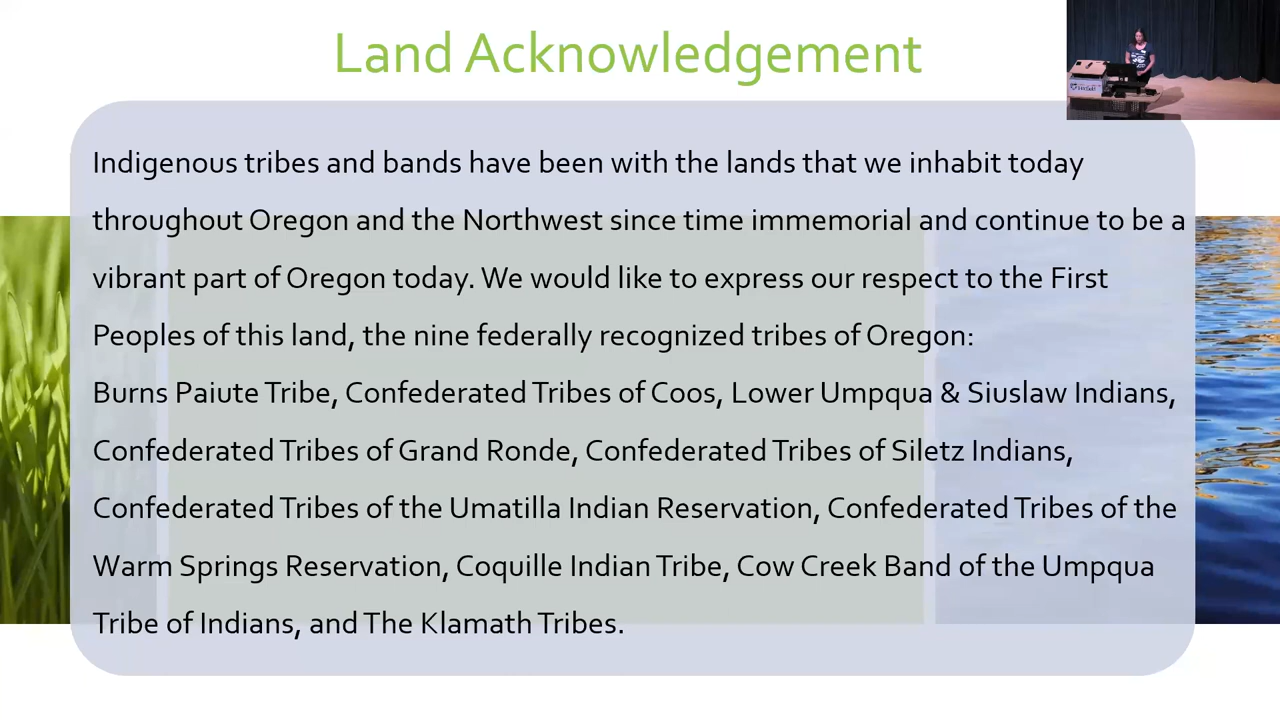 Land Acknowledgement
Indigenous tribes and bands have been with the lands that we inhabit today
throughout Oregon and the Northwest since time immemorial and continue to be a
vibrant part of Oregon today. We would like to express our respect to the First
Peoples of this land, the nine federally recognized tribes of Oregon:
Burns Paiute Tribe, Confederated Tribes of Coos, Lower Umpqua & Siuslaw Indians,
Confederated Tribes of Grand Ronde, Confederated Tribes of Siletz Indians,
Confederated Tribes of the Umatilla Indian Reservation, Confederated Tribes of the
Warm Springs Reservation, Coquille Indian Tribe, Cow Creek Band of the Umpqua
Tribe of Indians, and The Klamath Tribes.